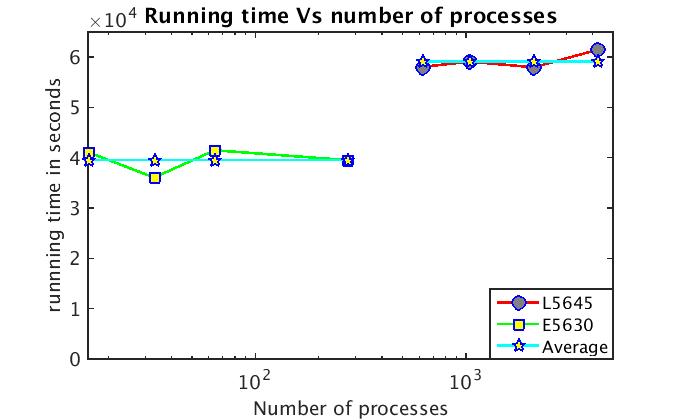 ×10⁴ Running time Vs number of processes
runnning time in seconds
6
5
4
3
2
1
0
10² 10³
Number of processes
L5645
E5630
Average